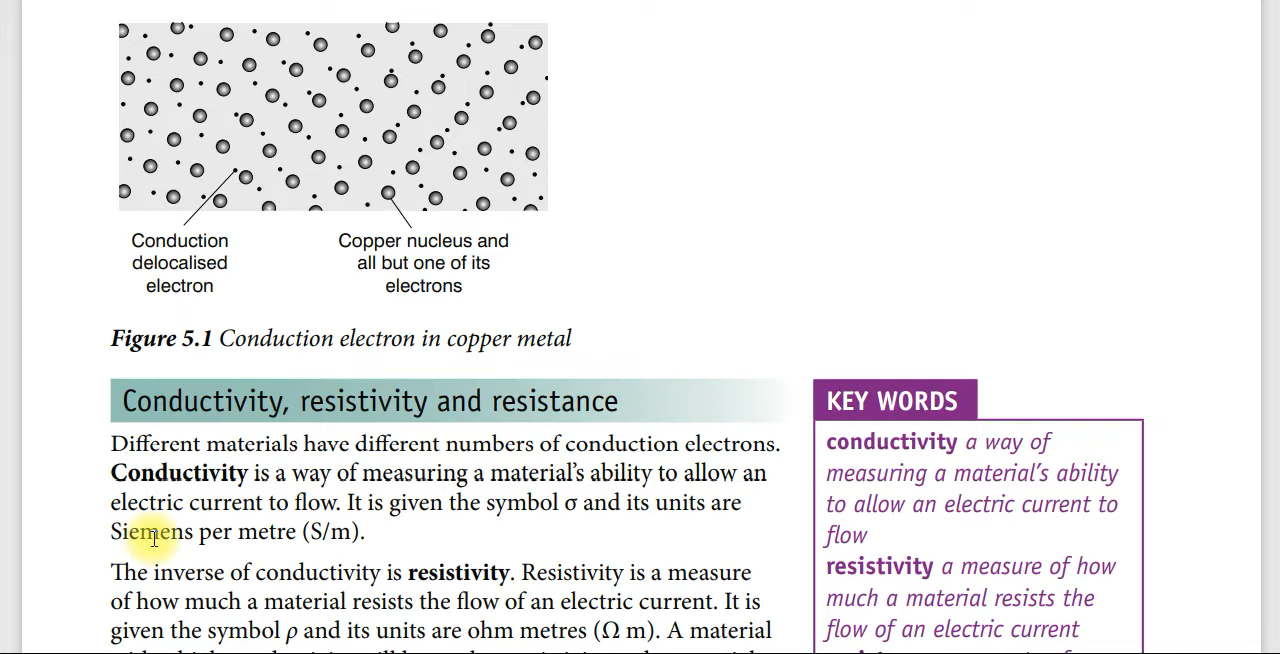 Conduction
delocalised
electron
Copper nucleus and
all but one of its
electrons
Figure 5.1 Conduction electron in copper metal
Conductivity, resistivity and resistance
Different materials have different numbers of conduction electrons.
Conductivity is a way of measuring a material's ability to allow an
electric current to flow. It is given the symbol σ and its units are
Siemens per metre (S/m).
The inverse of conductivity is resistivity. Resistivity is a measure
of how much a material resists the flow of an electric current. It is
given the symbol ρ and its units are ohm metres (Ω m). A material
KEY WORDS
conductivity a way of
measuring a material's ability
to allow an electric current to
flow
resistivity a measure of how
much a material resists the
flow of an electric current